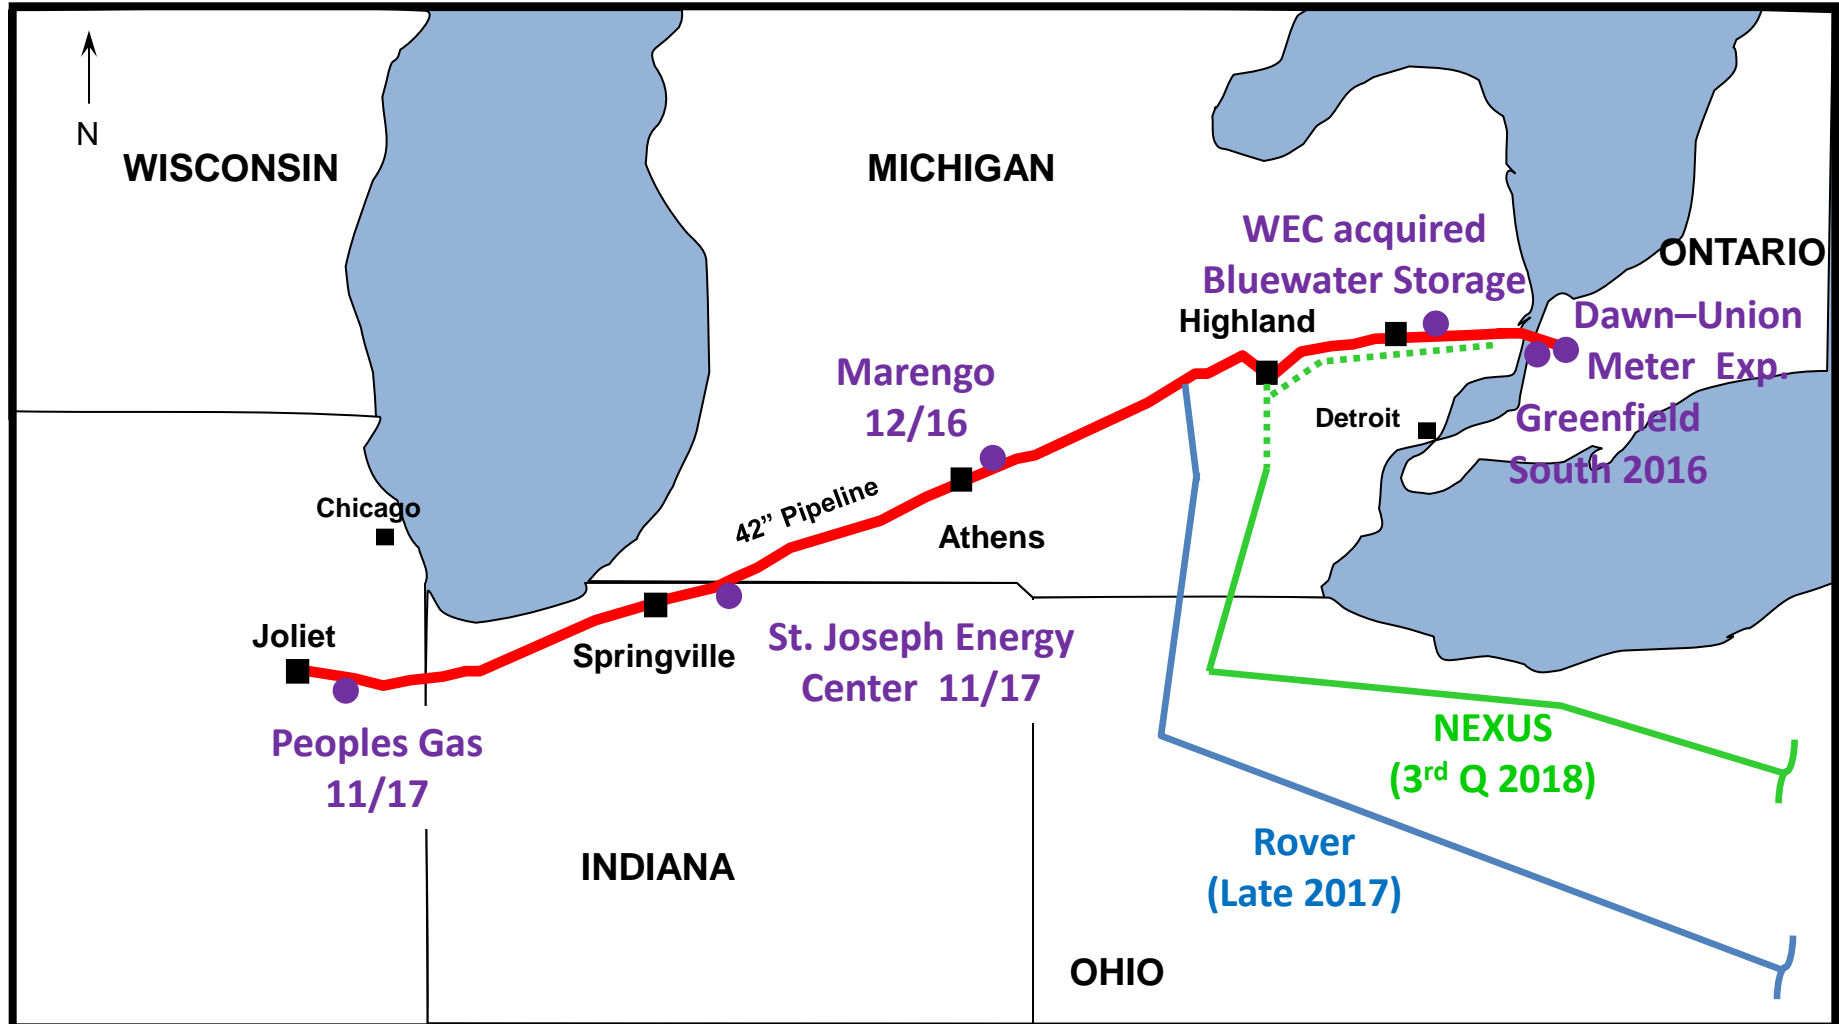 N
WISCONSIN
MICHIGAN
WEC acquired
Bluewater Storage
ONTARIO
Highland
Dawn–Union
Meter Exp.
Marengo
12/16
Detroit
Greenfield
South 2016
Chicago
42” Pipeline
Athens
Joliet
Springville
St. Joseph Energy
Center 11/17
Peoples Gas
11/17
NEXUS
(3rd Q 2018)
Rover
(Late 2017)
INDIANA
OHIO